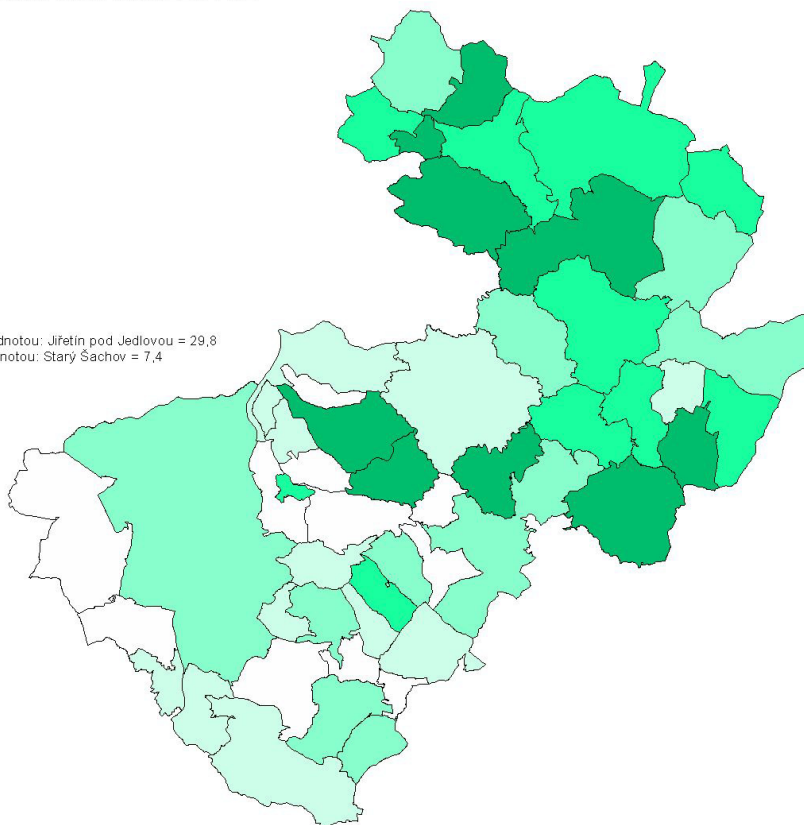 dnotou: Jiřetín pod Jedlovou = 29,8
notou: Starý Šachov = 7,4